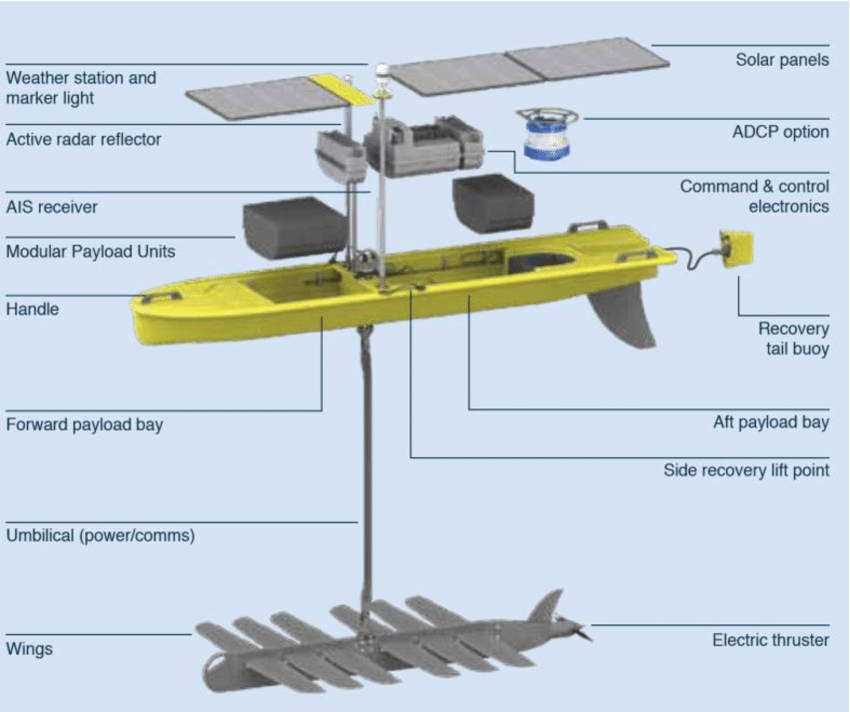 Weather station and
marker light
Active radar reflector
AIS receiver
Modular Payload Units
Handle
Forward payload bay
Umbilical (power/comms)
Wings
Solar panels
ADCP option
Command & control
electronics
Recovery
tail buoy
Aft payload bay
Side recovery lift point
Electric thruster